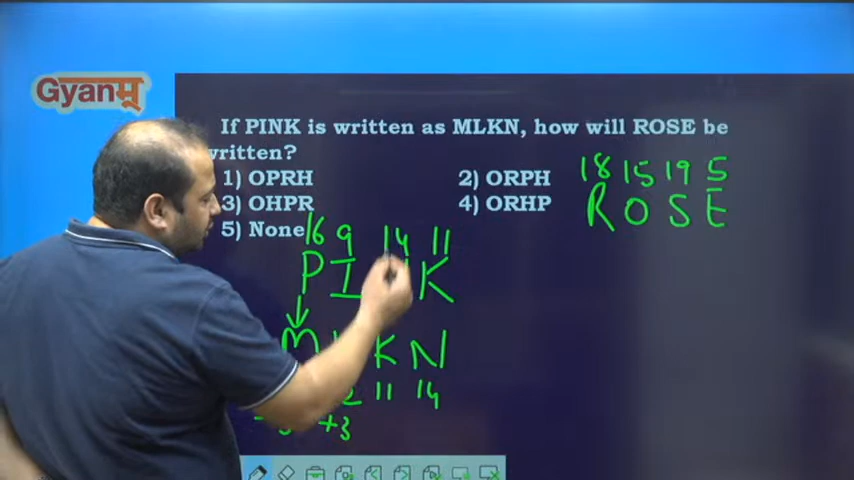 Gyanम्
If PINK is written as MLKN, how will ROSE be
written?
1) OPRH 2) ORPH
3) OHPR 4) ORHP
5) None
18 15 19 5
R O S E
16 9 14 11
P I K
M K N
11 14
+3